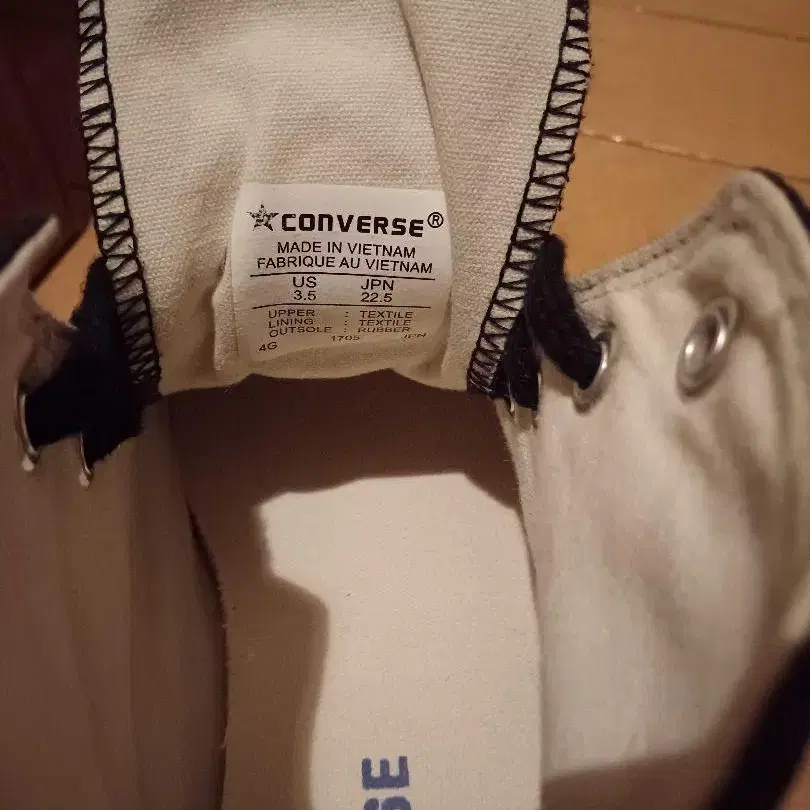 CONVERSE®
MADE IN VIETNAM
FABRIQUE AU VIETNAM
US JPN
3.5 22.5
UPPER : TEXTILE
LINING : TEXTILE
OUTSOLE : RUBBER
4G 1705 JPN
SE